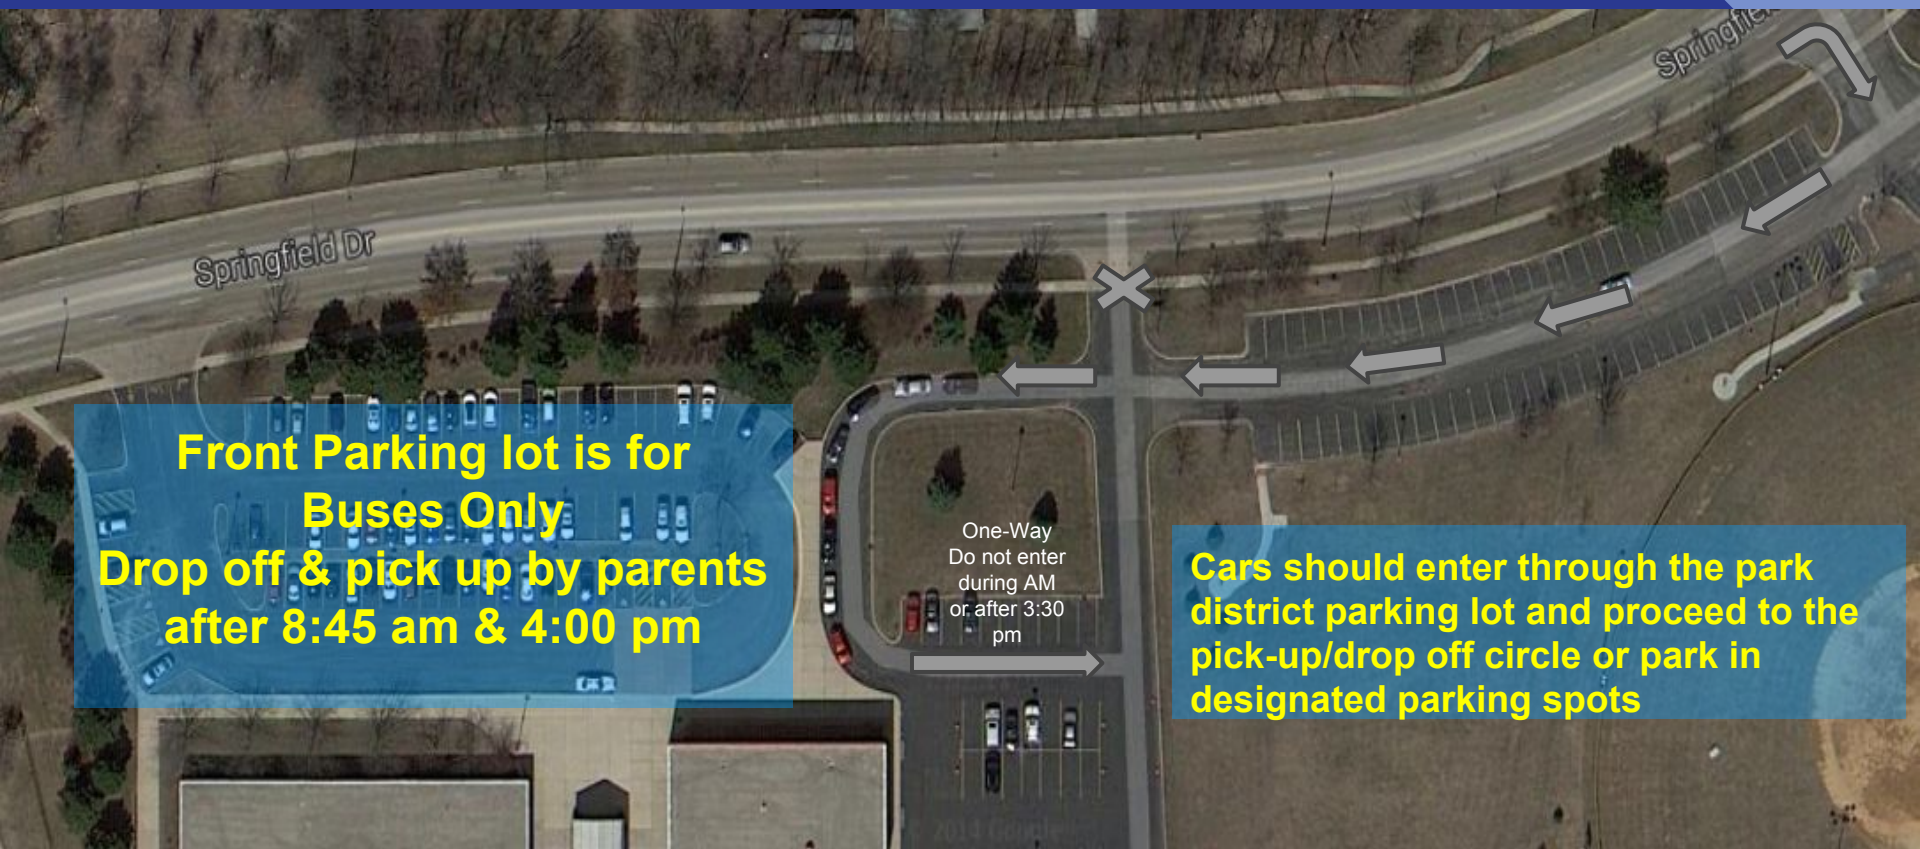 Springfield
Springfield Dr
Front Parking lot is for
Buses Only
Drop off & pick up by parents
after 8:45 am & 4:00 pm
One-Way
Do not enter
during AM
or after 3:30
pm
Cars should enter through the park
district parking lot and proceed to the
pick-up/drop off circle or park in
designated parking spots
2014 Google